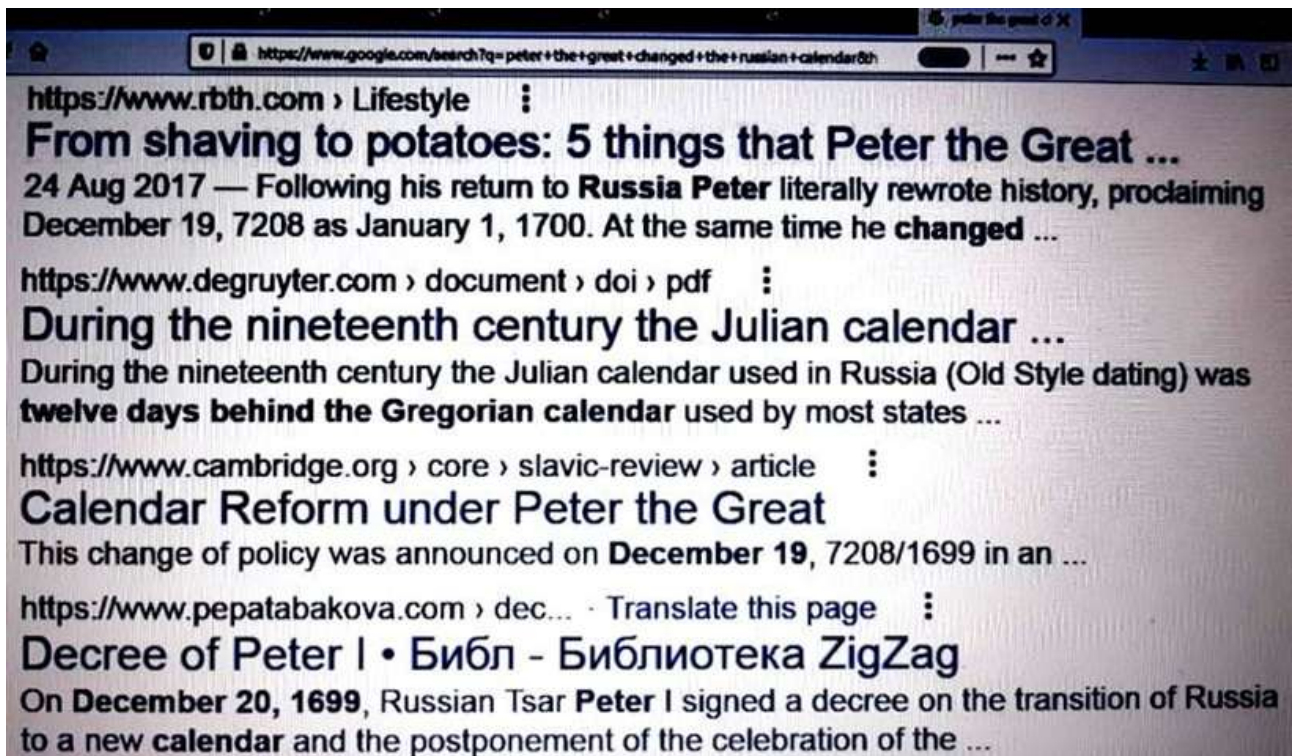 https://www.google.com/search?q=peter+the+great+changed+the+russian+calendar&th
https://www.rbth.com › Lifestyle
From shaving to potatoes: 5 things that Peter the Great ...
24 Aug 2017 — Following his return to Russia Peter literally rewrote history, proclaiming
December 19, 7208 as January 1, 1700. At the same time he changed ...
https://www.degruyter.com › document › doi › pdf
During the nineteenth century the Julian calendar ...
During the nineteenth century the Julian calendar used in Russia (Old Style dating) was
twelve days behind the Gregorian calendar used by most states ...
https://www.cambridge.org › core › slavic-review › article
Calendar Reform under Peter the Great
This change of policy was announced on December 19, 7208/1699 in an ...
https://www.pepatabakova.com › dec... · Translate this page
Decree of Peter I • Библ - Библиотека ZigZag
On December 20, 1699, Russian Tsar Peter I signed a decree on the transition of Russia
to a new calendar and the postponement of the celebration of the ...